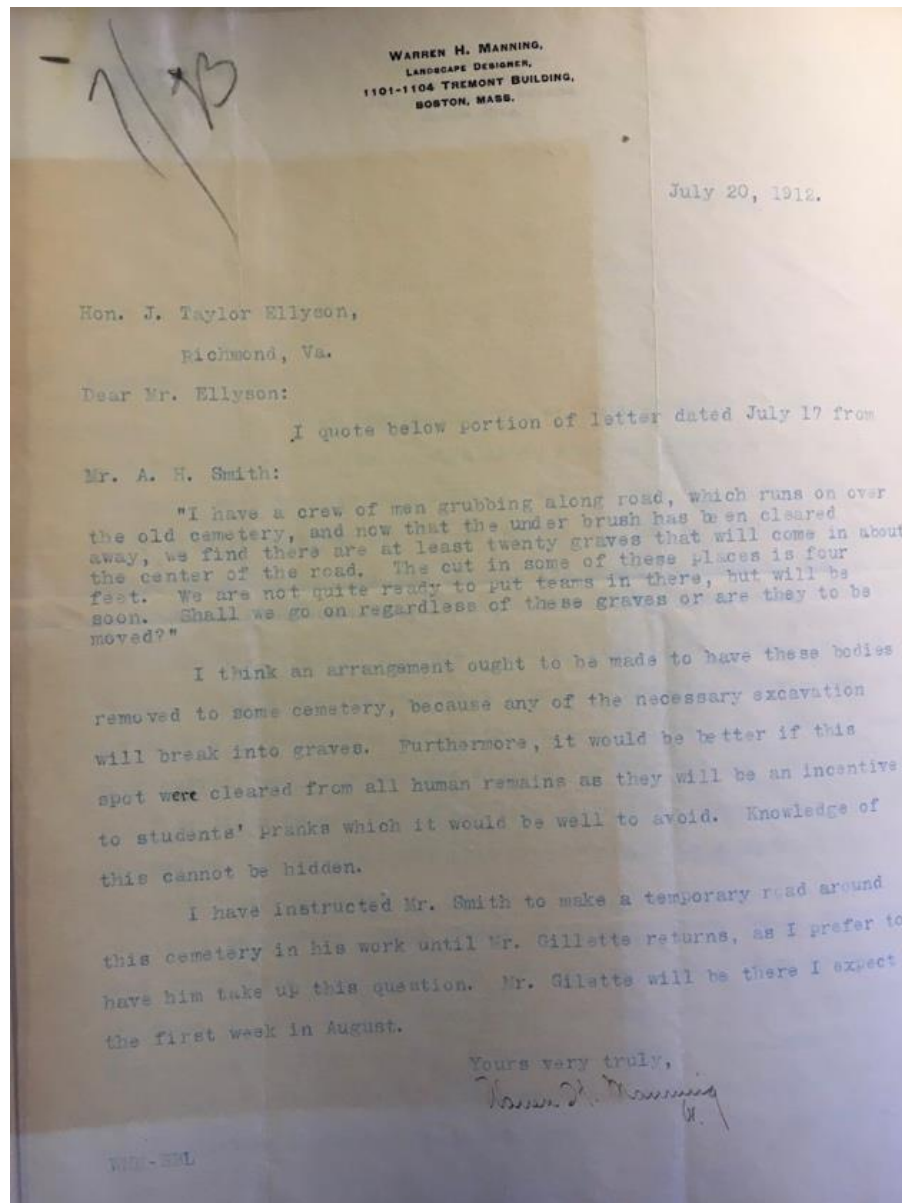 WARREN H. MANNING,
LANDSCAPE DESIGNER,
1101-1104 TREMONT BUILDING,
BOSTON, MASS.
July 20, 1912.
Hon. J. Taylor Ellyson,
Richmond, Va.
Dear Mr. Ellyson:
I quote below portion of letter dated July 17 from
Mr. A. H. Smith:
"I have a crew of men grubbing along road, which runs on over
the old cemetery, and now that the under brush has been cleared
away, we find there are at least twenty graves that will come in about
the center of the road. The cut in some of these places is four
feet. We are not quite ready to put teams in there, but will be
soon. Shall we go on regardless of these graves or are they to be
moved?"
I think an arrangement ought to be made to have these bodies
removed to some cemetery, because any of the necessary excavation
will break into graves. Furthermore, it would be better if this
spot were cleared from all human remains as they will be an incentive
to students' pranks which it would be well to avoid. Knowledge of
this cannot be hidden.
I have instructed Mr. Smith to make a temporary road around
this cemetery in his work until Mr. Gillette returns, as I prefer to
have him take up this question. Mr. Gilette will be there I expect
the first week in August.
Yours very truly,
Warren H. Manning